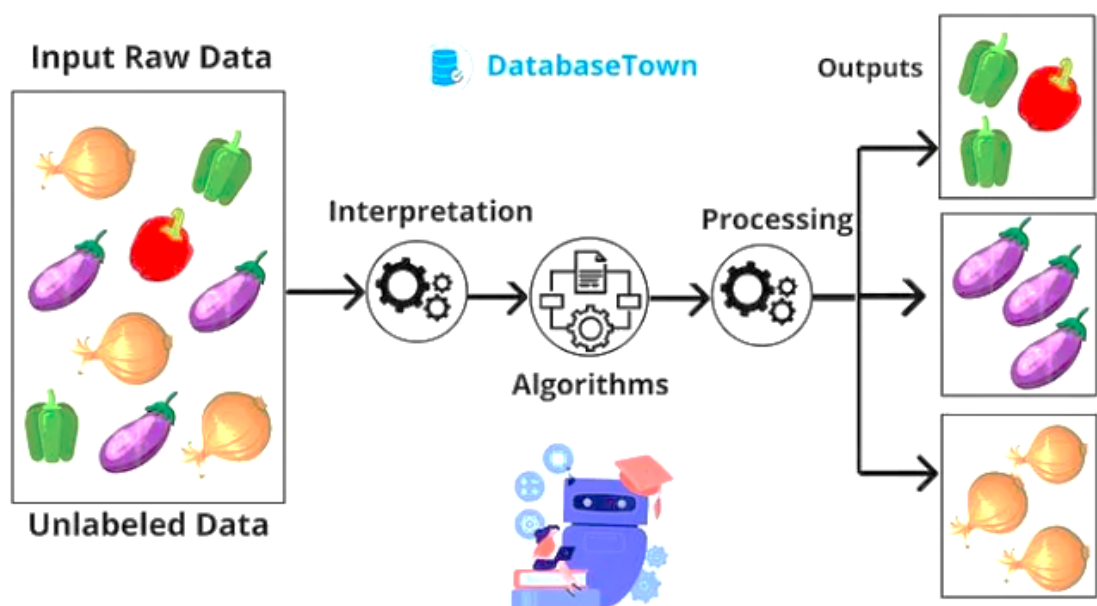 Input Raw Data
DatabaseTown
Outputs
Interpretation
Processing
Algorithms
Unlabeled Data